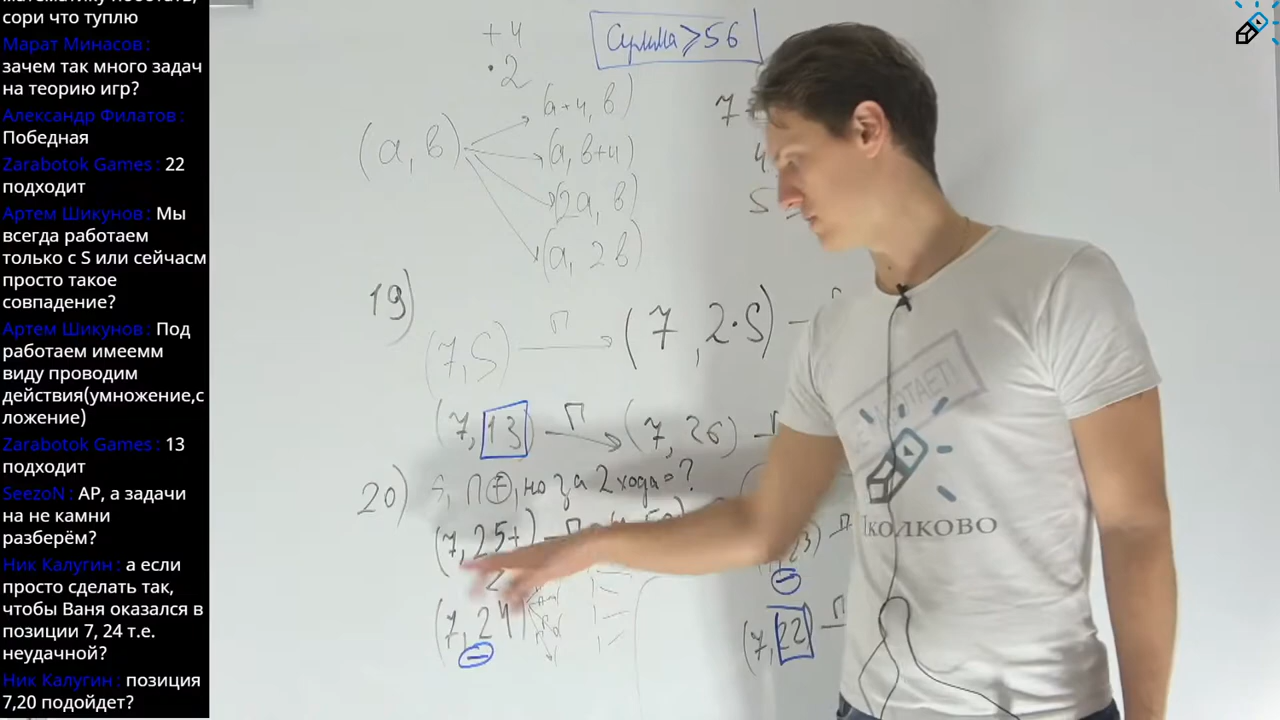 сори что туплю
Марат Минасов :
зачем так много задач
на теорию игр?
Александр Филатов :
Победная
Zarabotok Games : 22
подходит
Артем Шикунов : Мы
всегда работаем
только с S или сейчасм
просто такое
совпадение?
Артем Шикунов : Под
работаем имеемм
виду проводим
действия(умножение,с
ложение)
Zarabotok Games : 13
подходит
SeezoN : АР, а задачи
на не камни
разберём?
Ник Калугин : а если
просто сделать так,
чтобы Ваня оказался в
позиции 7, 24 т.е.
неудачной?
Ник Калугин : позиция
7,20 подойдет?
+ 4
· 2
Сумма ⩾ 56
(a, b)
(a+4, b)
(a, b+4)
(2a, b)
(a, 2b)
19)
(7, S) П (7, 2·S)
(7, 13) П (7, 26)
20) П +, но за 2 хода?
(7, 25+) П
(7, 24)
(7, 22) П
КОЛКОВО